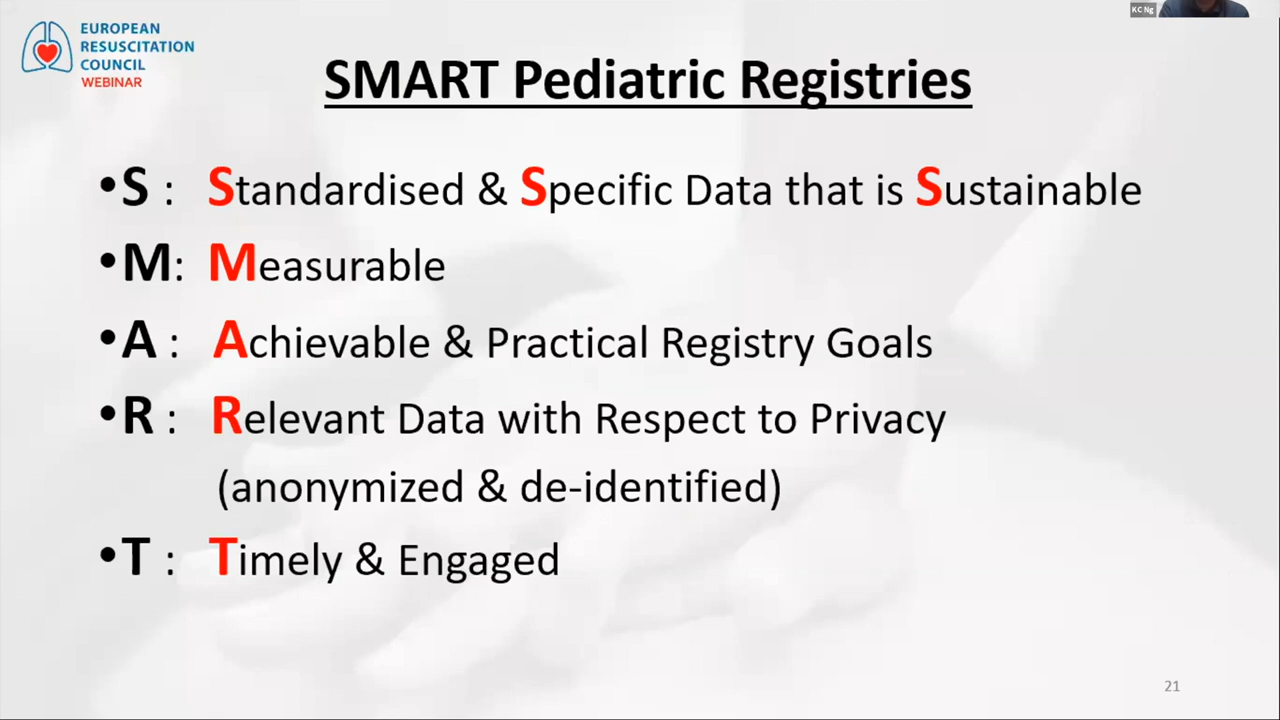 KC Ng
EUROPEAN
RESUSCITATION
COUNCIL
WEBINAR
SMART Pediatric Registries
•S : Standardised & Specific Data that is Sustainable
•M: Measurable
•A : Achievable & Practical Registry Goals
•R : Relevant Data with Respect to Privacy
(anonymized & de-identified)
•T : Timely & Engaged
21